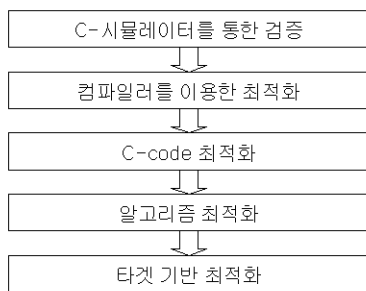 C-시뮬레이터를 통한 검증
컴파일러를 이용한 최적화
C-code 최적화
알고리즘 최적화
타겟 기반 최적화